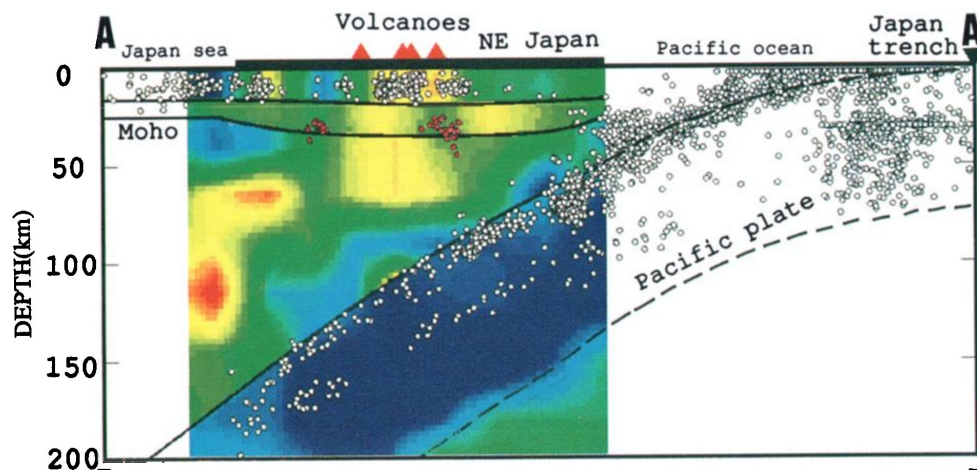 Volcanoes
A
Japan sea
NE Japan
Pacific ocean
Japan
trench
A
0
Moho
50
100
150
200
DEPTH(km)
Pacific plate